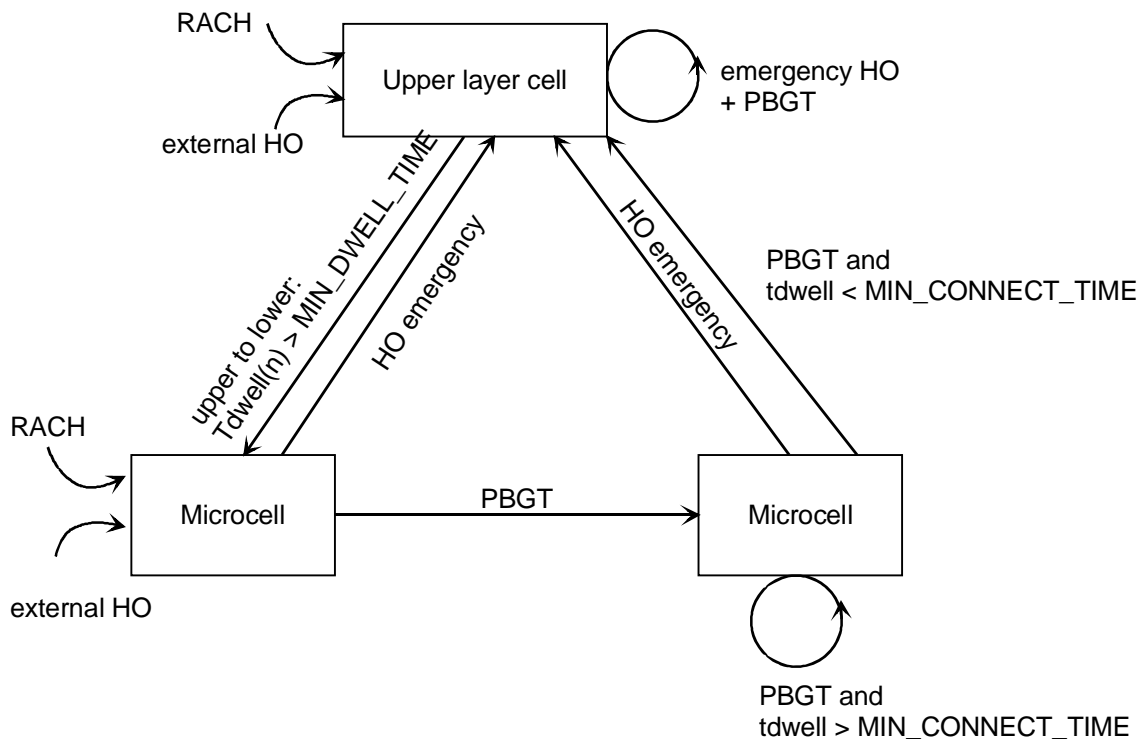 RACH
Upper layer cell
emergency HO
+ PBGT
external HO
upper to lower:
Tdwell(n) > MIN_DWELL_TIME
HO emergency
HO emergency
PBGT and
tdwell < MIN_CONNECT_TIME
RACH
Microcell
PBGT
Microcell
external HO
PBGT and
tdwell > MIN_CONNECT_TIME